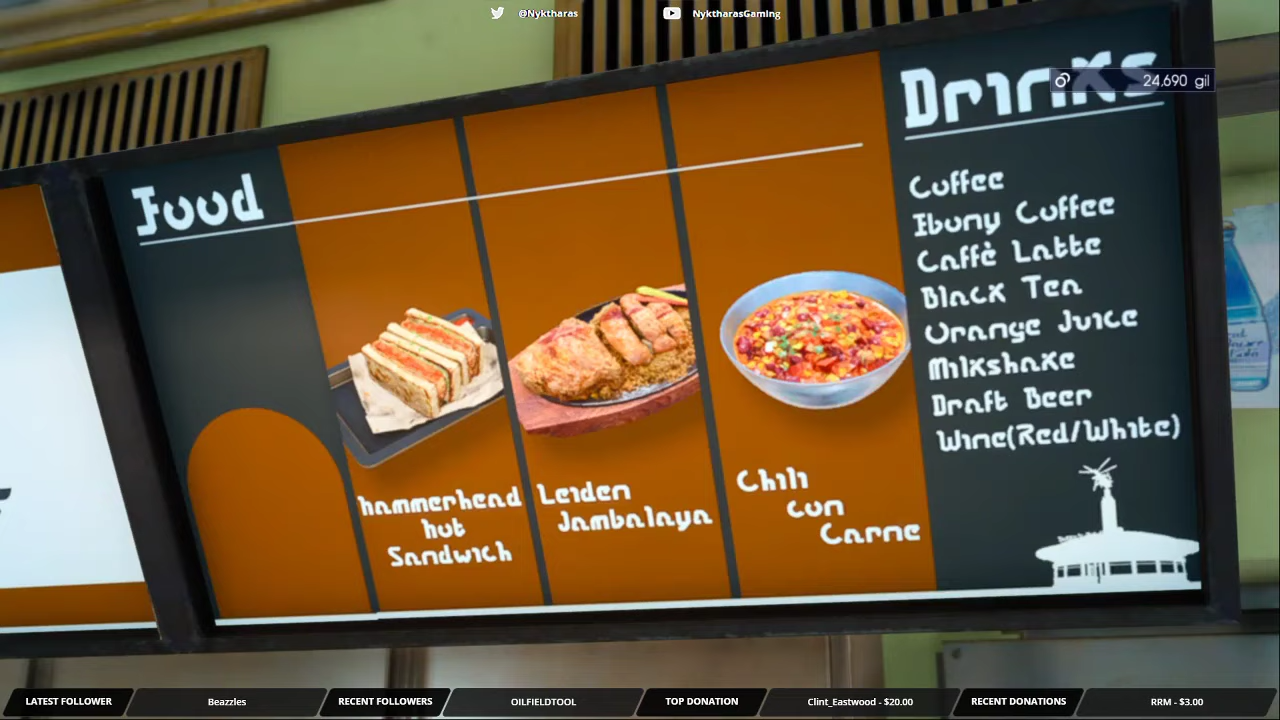 @Nyktharas
NyktharasGaming
24,690 gil
Food
hammerhead
hot
Sandwich
Leiden
Jambalaya
Chili
con
Carne
Drinks
Coffee
Ebony Coffee
Caffè Latte
Black Tea
Orange Juice
Milkshake
Draft Beer
Wine(Red/White)
LATEST FOLLOWER
Beazzles
RECENT FOLLOWERS
OILFIELDTOOL
TOP DONATION
Clint_Eastwood - $20.00
RECENT DONATIONS
RRM - $3.00